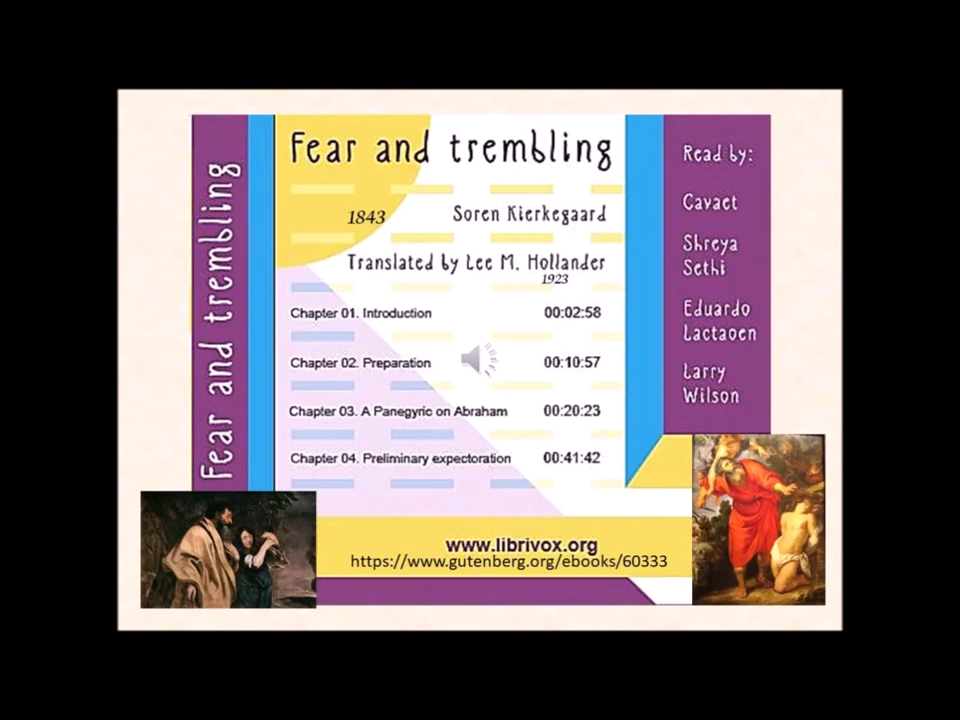 Fear and trembling
Fear and trembling
1843
Soren Kierkegaard
Translated by Lee M. Hollander
1923
Chapter 01. Introduction 00:02:58
Chapter 02. Preparation 00:10:57
Chapter 03. A Panegyric on Abraham 00:20:23
Chapter 04. Preliminary expectoration 00:41:42
www.librivox.org
https://www.gutenberg.org/ebooks/60333
Read by:
Cavaet
Shreya
Sethi
Eduardo
Lactaoen
Larry
Wilson